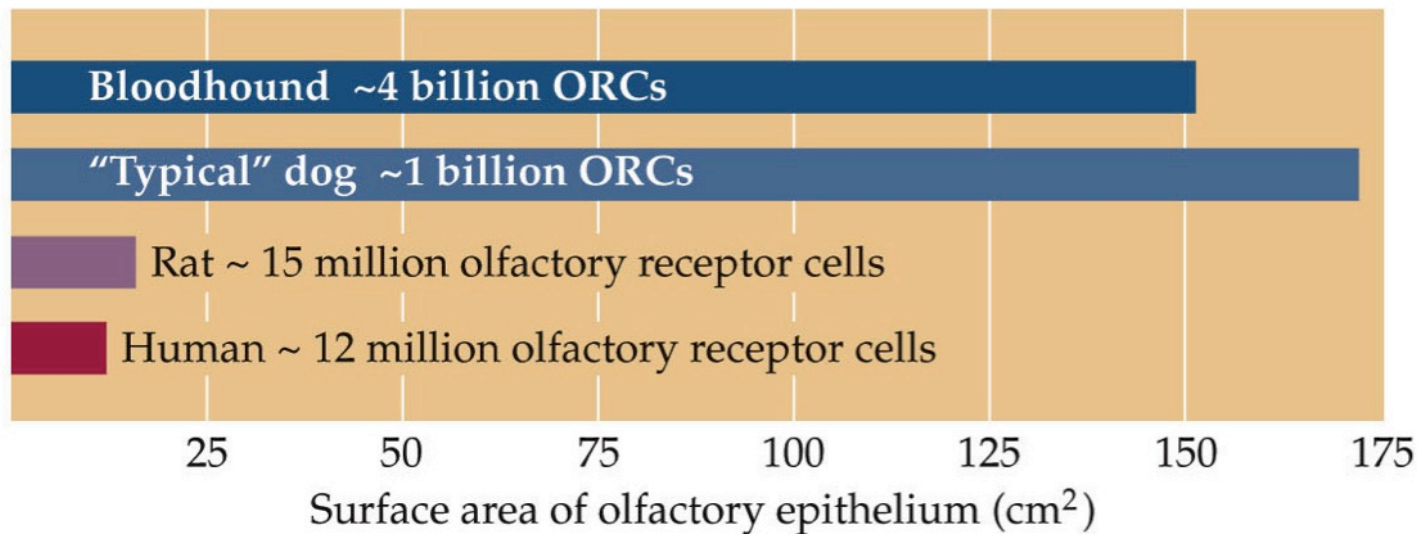 Bloodhound ~4 billion ORCs
“Typical” dog ~1 billion ORCs
Rat ~ 15 million olfactory receptor cells
Human ~ 12 million olfactory receptor cells
25 50 75 100 125 150 175
Surface area of olfactory epithelium (cm²)